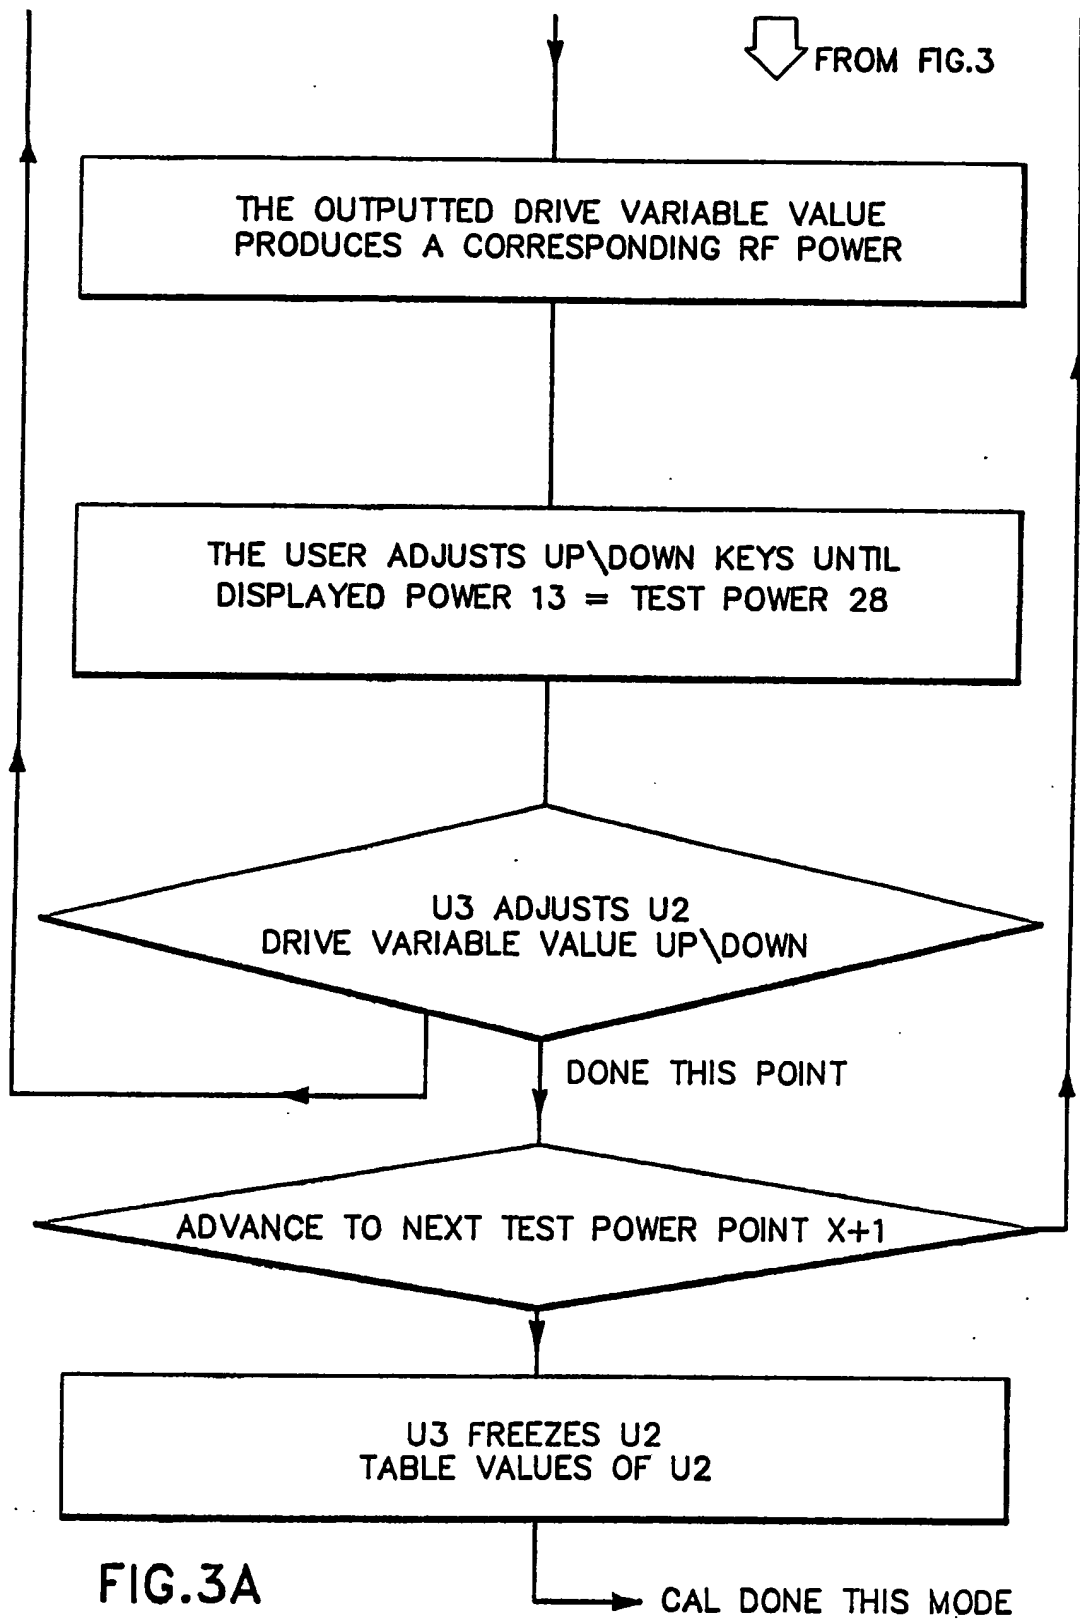 FROM FIG.3
THE OUTPUTTED DRIVE VARIABLE VALUE
PRODUCES A CORRESPONDING RF POWER
THE USER ADJUSTS UP\DOWN KEYS UNTIL
DISPLAYED POWER 13 = TEST POWER 28
U3 ADJUSTS U2
DRIVE VARIABLE VALUE UP\DOWN
DONE THIS POINT
ADVANCE TO NEXT TEST POWER POINT X+1
U3 FREEZES U2
TABLE VALUES OF U2
FIG.3A
CAL DONE THIS MODE